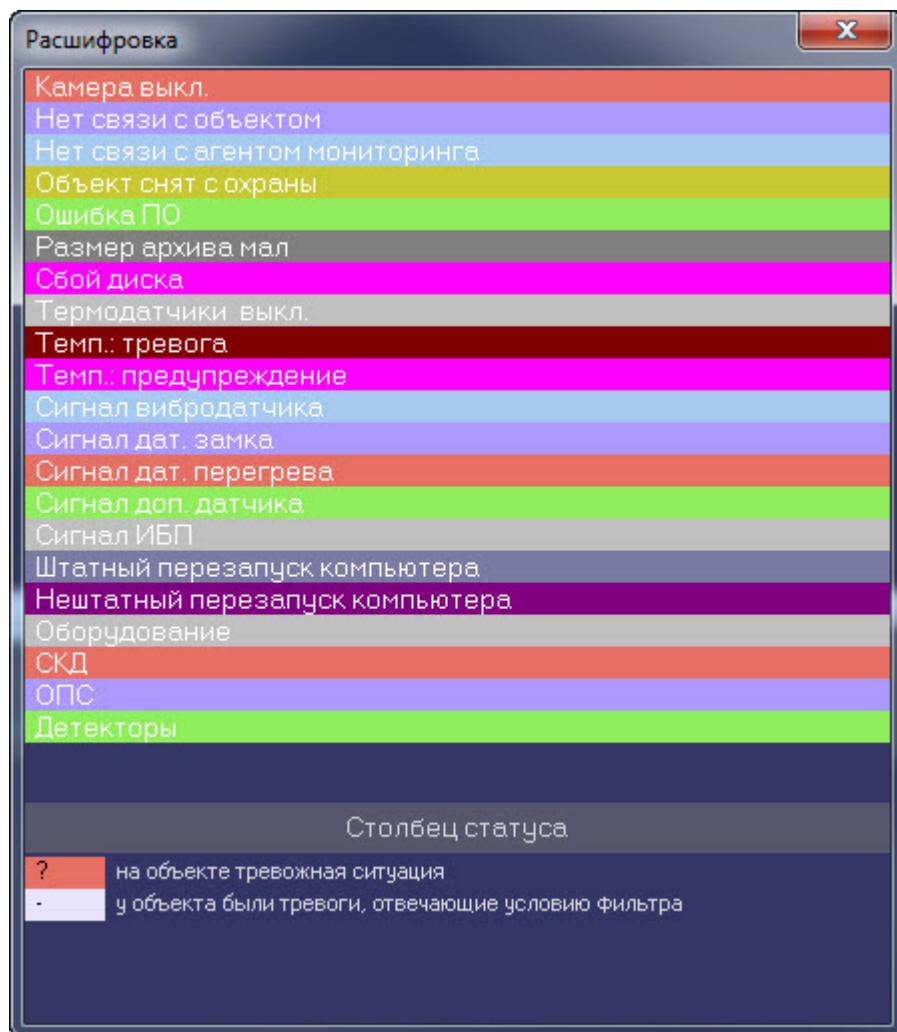 Расшифровка
Камера выкл.
Нет связи с объектом
Нет связи с агентом мониторинга
Объект снят с охраны
Ошибка ПО
Размер архива мал
Сбой диска
Термодатчики выкл.
Темп.: тревога
Темп.: предупреждение
Сигнал вибродатчика
Сигнал дат. замка
Сигнал дат. перегрева
Сигнал доп. датчика
Сигнал ИБП
Штатный перезапуск компьютера
Нештатный перезапуск компьютера
Оборудование
СКД
ОПС
Детекторы
Столбец статуса
? на объекте тревожная ситуация
- у объекта были тревоги, отвечающие условию фильтра